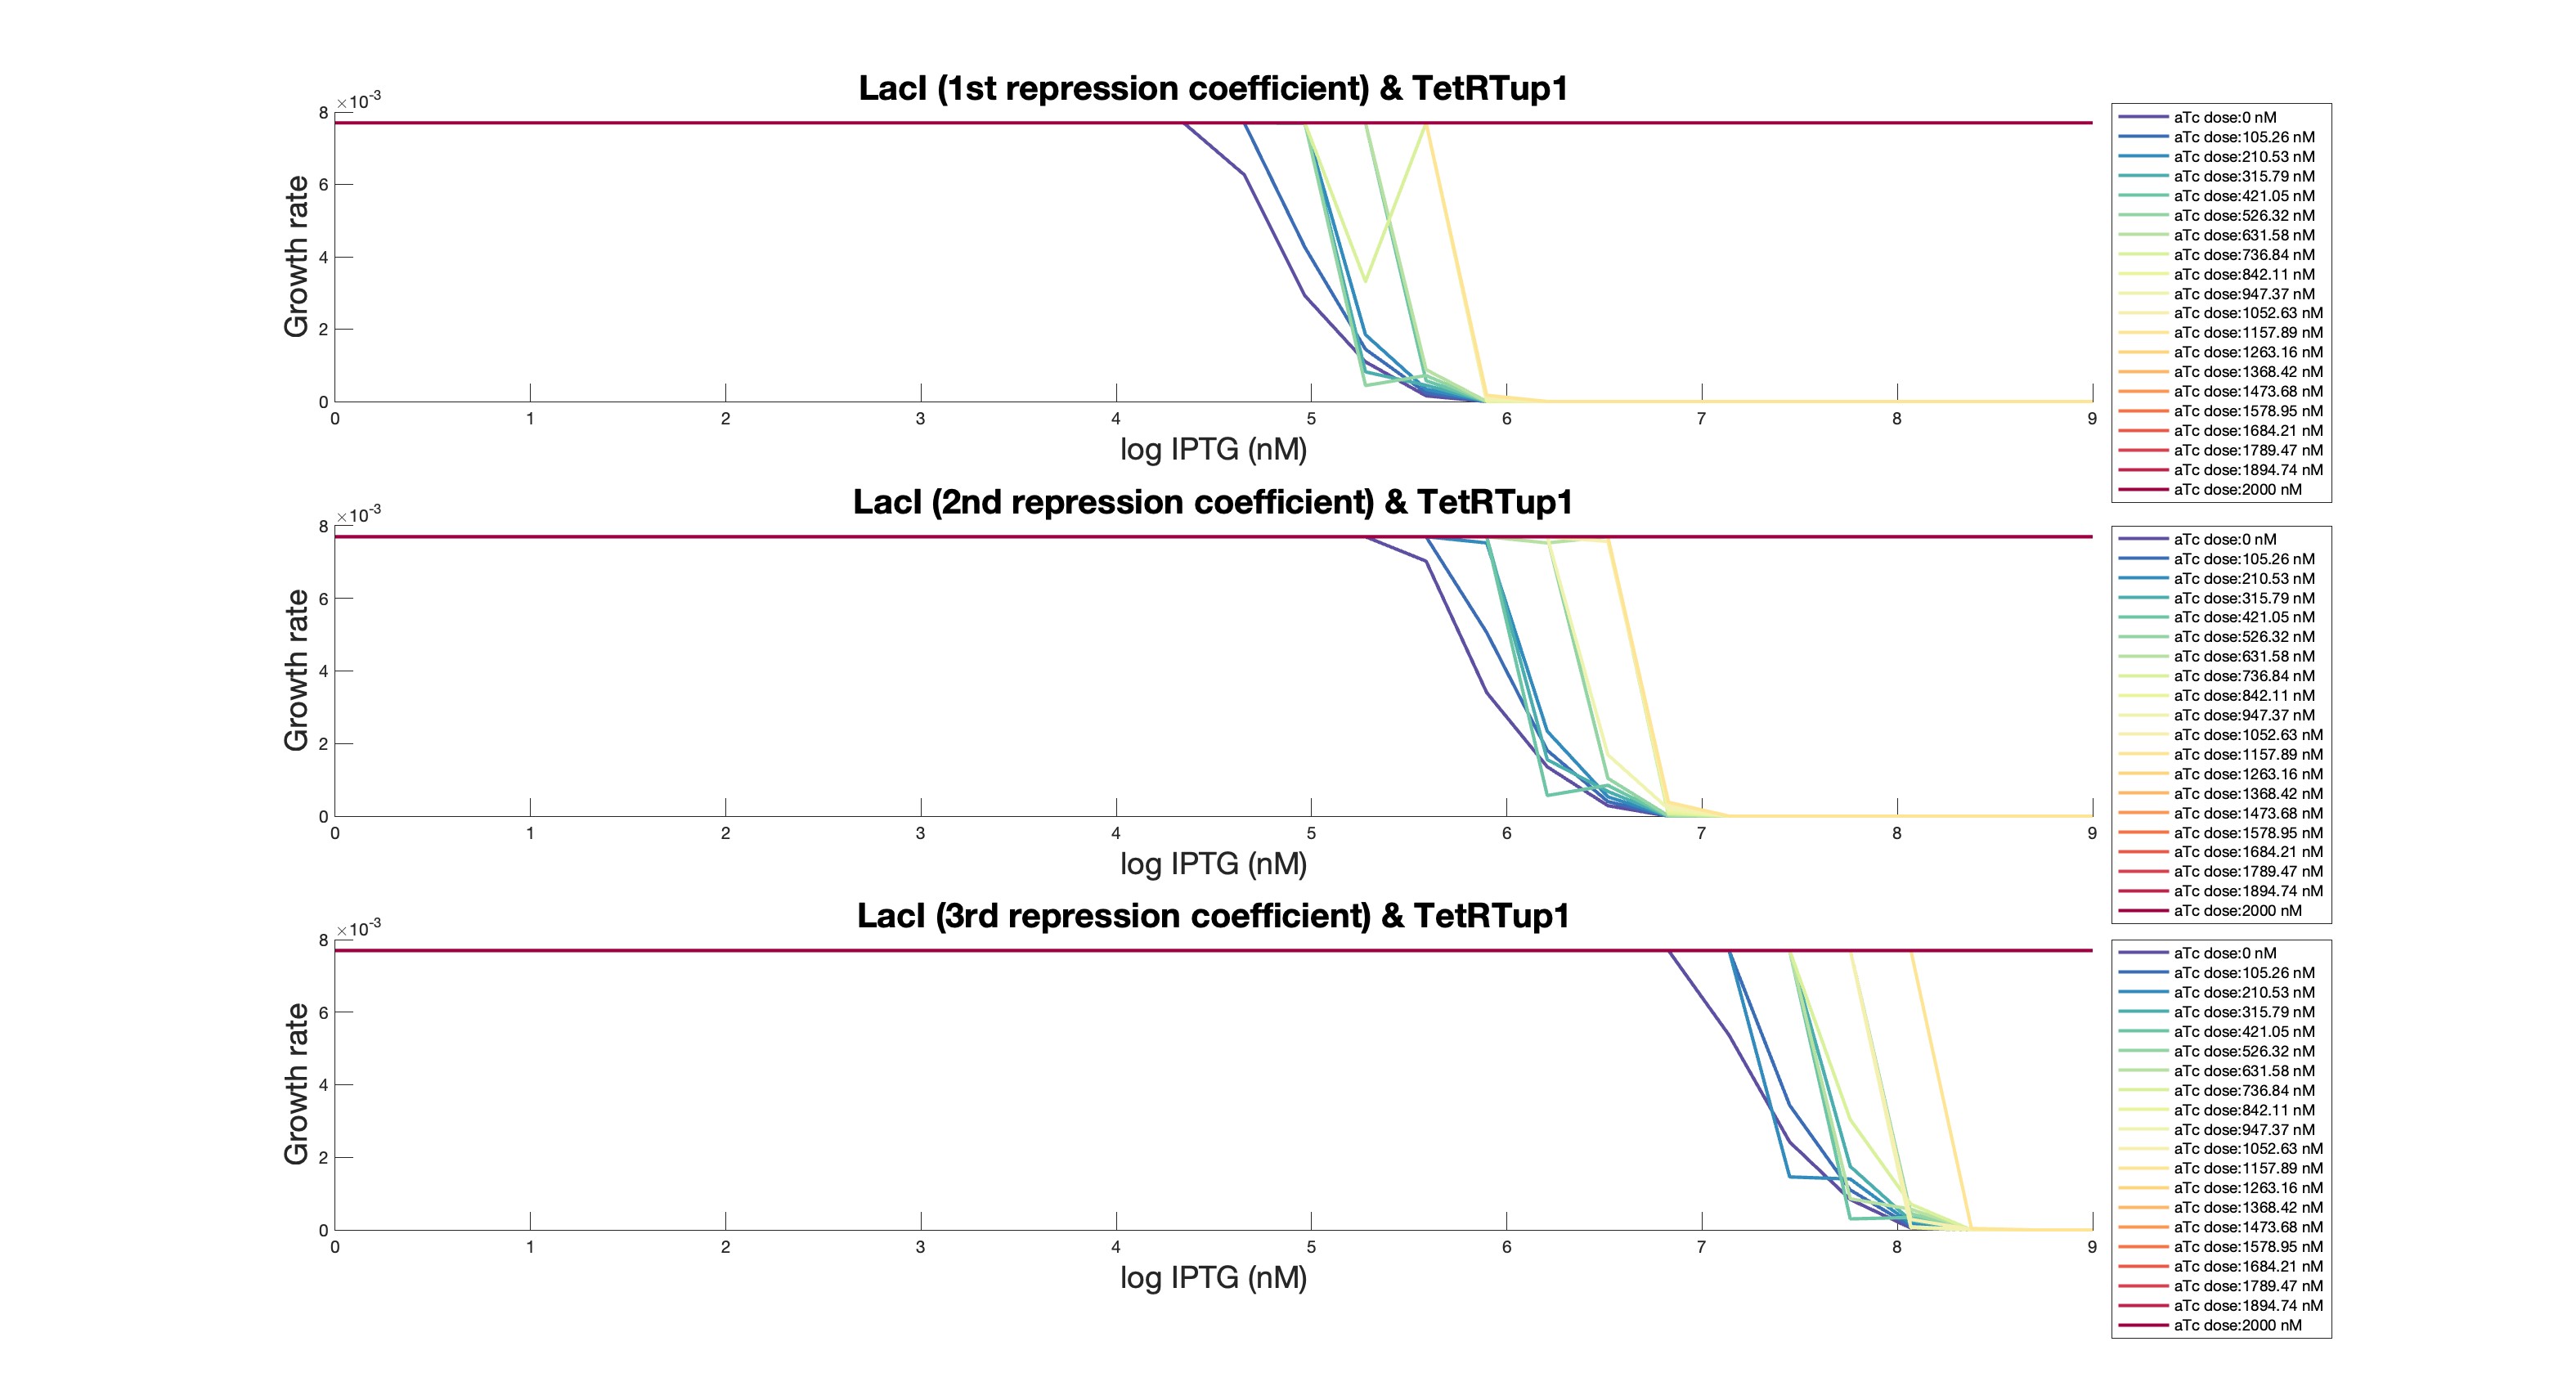 LacI (1st repression coefficient) & TetRTup1
×10-3
8
6
4
2
0
Growth rate
0 1 2 3 4 5 6 7 8 9
log IPTG (nM)
aTc dose:0 nM
aTc dose:105.26 nM
aTc dose:210.53 nM
aTc dose:315.79 nM
aTc dose:421.05 nM
aTc dose:526.32 nM
aTc dose:631.58 nM
aTc dose:736.84 nM
aTc dose:842.11 nM
aTc dose:947.37 nM
aTc dose:1052.63 nM
aTc dose:1157.89 nM
aTc dose:1263.16 nM
aTc dose:1368.42 nM
aTc dose:1473.68 nM
aTc dose:1578.95 nM
aTc dose:1684.21 nM
aTc dose:1789.47 nM
aTc dose:1894.74 nM
aTc dose:2000 nM
LacI (2nd repression coefficient) & TetRTup1
×10-3
8
6
4
2
0
Growth rate
0 1 2 3 4 5 6 7 8 9
log IPTG (nM)
aTc dose:0 nM
aTc dose:105.26 nM
aTc dose:210.53 nM
aTc dose:315.79 nM
aTc dose:421.05 nM
aTc dose:526.32 nM
aTc dose:631.58 nM
aTc dose:736.84 nM
aTc dose:842.11 nM
aTc dose:947.37 nM
aTc dose:1052.63 nM
aTc dose:1157.89 nM
aTc dose:1263.16 nM
aTc dose:1368.42 nM
aTc dose:1473.68 nM
aTc dose:1578.95 nM
aTc dose:1684.21 nM
aTc dose:1789.47 nM
aTc dose:1894.74 nM
aTc dose:2000 nM
LacI (3rd repression coefficient) & TetRTup1
×10-3
8
6
4
2
0
Growth rate
0 1 2 3 4 5 6 7 8 9
log IPTG (nM)
aTc dose:0 nM
aTc dose:105.26 nM
aTc dose:210.53 nM
aTc dose:315.79 nM
aTc dose:421.05 nM
aTc dose:526.32 nM
aTc dose:631.58 nM
aTc dose:736.84 nM
aTc dose:842.11 nM
aTc dose:947.37 nM
aTc dose:1052.63 nM
aTc dose:1157.89 nM
aTc dose:1263.16 nM
aTc dose:1368.42 nM
aTc dose:1473.68 nM
aTc dose:1578.95 nM
aTc dose:1684.21 nM
aTc dose:1789.47 nM
aTc dose:1894.74 nM
aTc dose:2000 nM